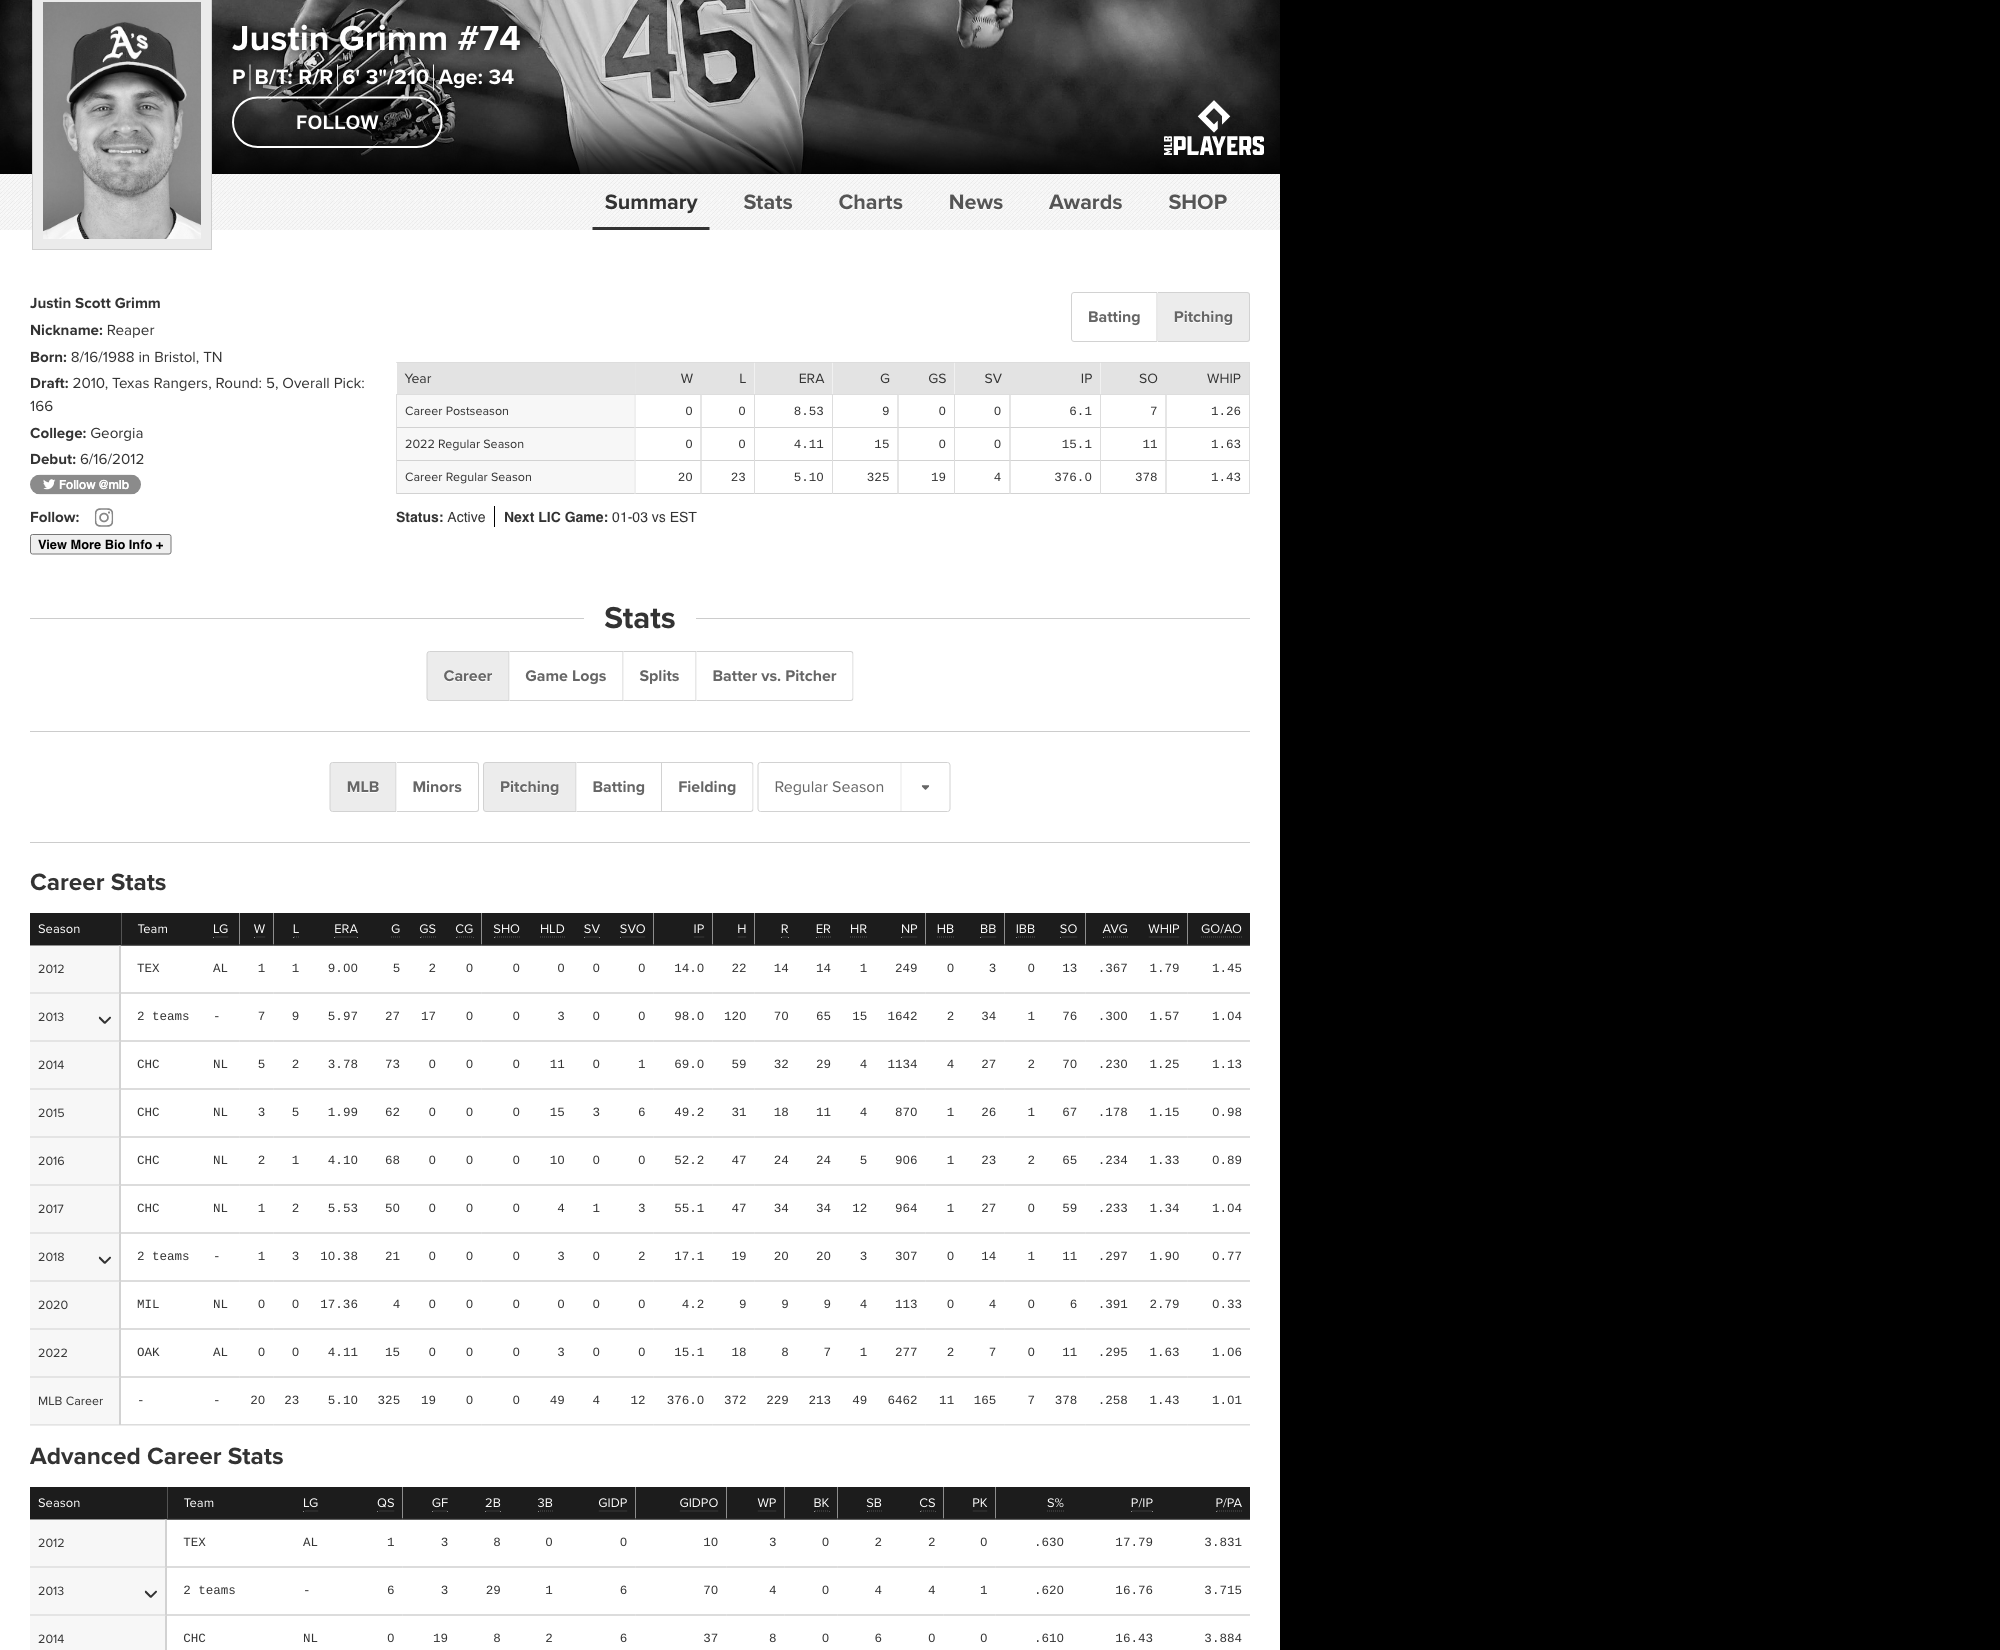 A's
46
Justin Grimm #74
P B/T: R/R 6' 3"/210 Age: 34
FOLLOW
MLB PLAYERS
Summary Stats Charts News Awards SHOP
Justin Scott Grimm
Nickname: Reaper
Born: 8/16/1988 in Bristol, TN
Draft: 2010, Texas Rangers, Round: 5, Overall Pick:
166
College: Georgia
Debut: 6/16/2012
Follow @mlb
Follow:
View More Bio Info +
Batting Pitching
Year W L ERA G GS SV IP SO WHIP
Career Postseason 0 0 8.53 9 0 0 6.1 7 1.26
2022 Regular Season 0 0 4.11 15 0 0 15.1 11 1.63
Career Regular Season 20 23 5.10 325 19 4 376.0 378 1.43
Status: Active Next LIC Game: 01-03 vs EST
Stats
Career Game Logs Splits Batter vs. Pitcher
MLB Minors Pitching Batting Fielding Regular Season
Career Stats
Season Team LG W L ERA G GS CG SHO HLD SV SVO IP H R ER HR NP HB BB IBB SO AVG WHIP GO/AO
2012 TEX AL 1 1 9.00 5 2 0 0 0 0 0 14.0 22 14 14 1 249 0 3 0 13 .367 1.79 1.45
2013 2 teams - 7 9 5.97 27 17 0 0 3 0 0 98.0 120 70 65 15 1642 2 34 1 76 .300 1.57 1.04
2014 CHC NL 5 2 3.78 73 0 0 0 11 0 1 69.0 59 32 29 4 1134 4 27 2 70 .230 1.25 1.13
2015 CHC NL 3 5 1.99 62 0 0 0 15 3 6 49.2 31 18 11 4 870 1 26 1 67 .178 1.15 0.98
2016 CHC NL 2 1 4.10 68 0 0 0 10 0 0 52.2 47 24 24 5 906 1 23 2 65 .234 1.33 0.89
2017 CHC NL 1 2 5.53 50 0 0 0 4 1 3 55.1 47 34 34 12 964 1 27 0 59 .233 1.34 1.04
2018 2 teams - 1 3 10.38 21 0 0 0 3 0 2 17.1 19 20 20 3 307 0 14 1 11 .297 1.90 0.77
2020 MIL NL 0 0 17.36 4 0 0 0 0 0 0 4.2 9 9 9 4 113 0 4 0 6 .391 2.79 0.33
2022 OAK AL 0 0 4.11 15 0 0 0 3 0 0 15.1 18 8 7 1 277 2 7 0 11 .295 1.63 1.06
MLB Career - - 20 23 5.10 325 19 0 0 49 4 12 376.0 372 229 213 49 6462 11 165 7 378 .258 1.43 1.01
Advanced Career Stats
Season Team LG QS GF 2B 3B GIDP GIDPO WP BK SB CS PK S% P/IP P/PA
2012 TEX AL 1 3 8 0 0 10 3 0 2 2 0 .630 17.79 3.831
2013 2 teams - 6 3 29 1 6 70 4 0 4 4 1 .620 16.76 3.715
2014 CHC NL 0 19 8 2 6 37 8 0 6 0 0 .610 16.43 3.884